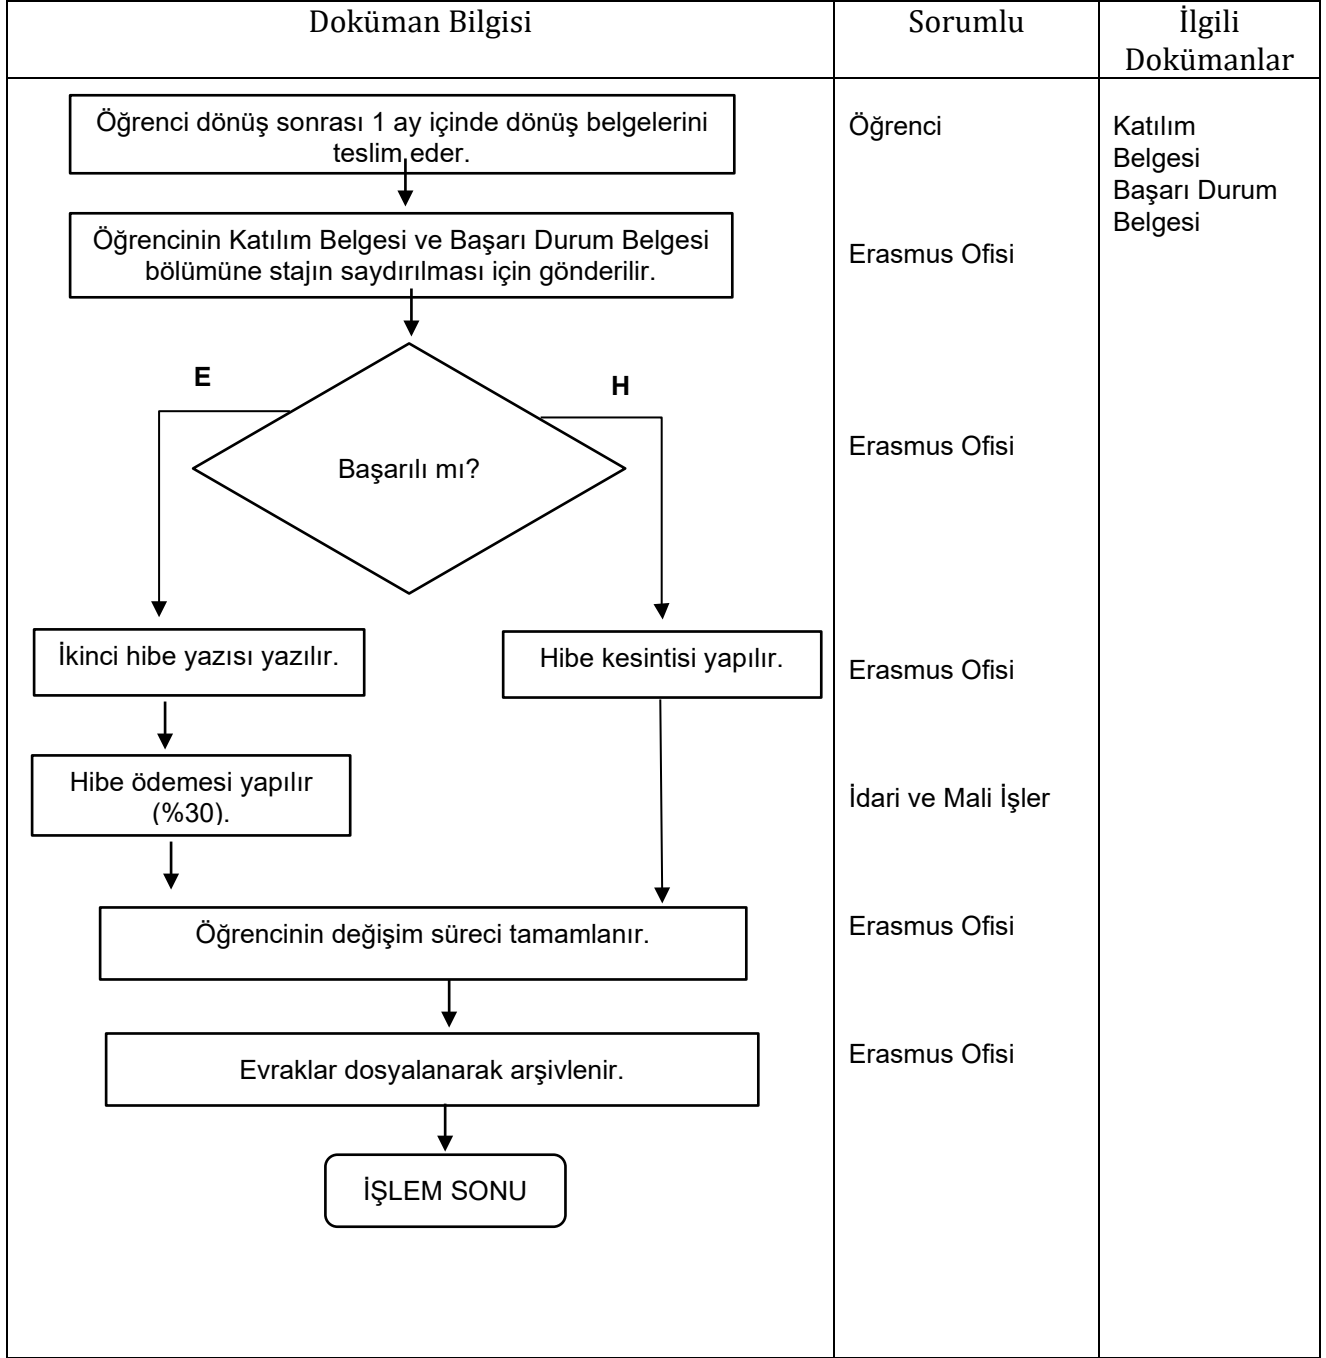 Doküman Bilgisi
Sorumlu
İlgili
Dokümanlar
Öğrenci dönüş sonrası 1 ay içinde dönüş belgelerini
teslim eder.
Öğrenci
Katılım
Belgesi
Başarı Durum
Belgesi
Öğrencinin Katılım Belgesi ve Başarı Durum Belgesi
bölümüne stajın saydırılması için gönderilir.
Erasmus Ofisi
E
H
Başarılı mı?
Erasmus Ofisi
İkinci hibe yazısı yazılır.
Hibe kesintisi yapılır.
Erasmus Ofisi
Hibe ödemesi yapılır
(%30).
İdari ve Mali İşler
Öğrencinin değişim süreci tamamlanır.
Erasmus Ofisi
Evraklar dosyalanarak arşivlenir.
Erasmus Ofisi
İŞLEM SONU